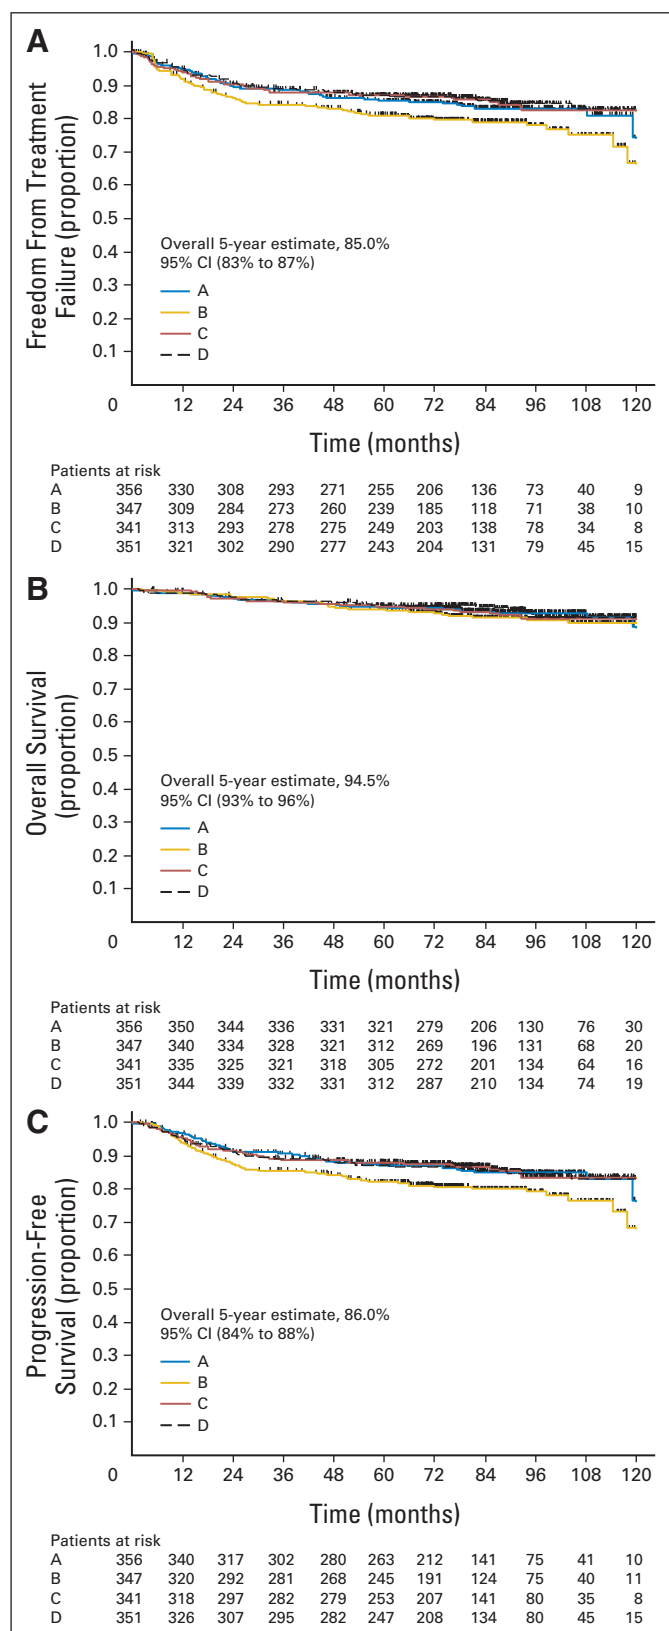 A
Freedom From Treatment
Failure (proportion)
1.0
0.9
0.8
0.7
0.6
0.5
0.4
0.3
0.2
0.1
Overall 5-year estimate, 85.0%
95% CI (83% to 87%)
A
B
C
D
0 12 24 36 48 60 72 84 96 108 120
Time (months)
Patients at risk
A 356 330 308 293 271 255 206 136 73 40 9
B 347 309 284 273 260 239 185 118 71 38 10
C 341 313 293 278 275 249 203 138 78 34 8
D 351 321 302 290 277 243 204 131 79 45 15
B
Overall Survival
(proportion)
1.0
0.9
0.8
0.7
0.6
0.5
0.4
0.3
0.2
0.1
Overall 5-year estimate, 94.5%
95% CI (93% to 96%)
A
B
C
D
0 12 24 36 48 60 72 84 96 108 120
Time (months)
Patients at risk
A 356 350 344 336 331 321 279 206 130 76 30
B 347 340 334 328 321 312 269 196 131 68 20
C 341 335 325 321 318 305 272 201 134 64 16
D 351 344 339 332 331 312 287 210 134 74 19
C
Progression-Free
Survival (proportion)
1.0
0.9
0.8
0.7
0.6
0.5
0.4
0.3
0.2
0.1
Overall 5-year estimate, 86.0%
95% CI (84% to 88%)
A
B
C
D
0 12 24 36 48 60 72 84 96 108 120
Time (months)
Patients at risk
A 356 340 317 302 280 263 212 141 75 41 10
B 347 320 292 281 268 245 191 124 75 40 11
C 341 318 297 282 279 253 207 141 80 35 8
D 351 326 307 295 282 247 208 134 80 45 15